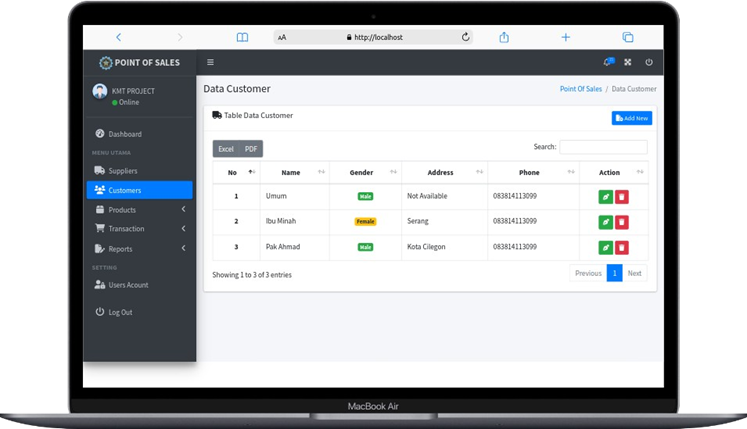 AA http://localhost
POINT OF SALES
KMT PROJECT
Online
Dashboard
MENU UTAMA
Suppliers
Customers
Products
Transaction
Reports
SETTING
Users Acount
Log Out
Data Customer
Point Of Sales / Data Customer
Table Data Customer
Add New
Excel PDF
Search:
No Name Gender Address Phone Action
1 Umum Male Not Available 083814113099
2 Ibu Minah Female Serang 083814113099
3 Pak Ahmad Male Kota Cilegon 083814113099
Showing 1 to 3 of 3 entries
Previous 1 Next
MacBook Air